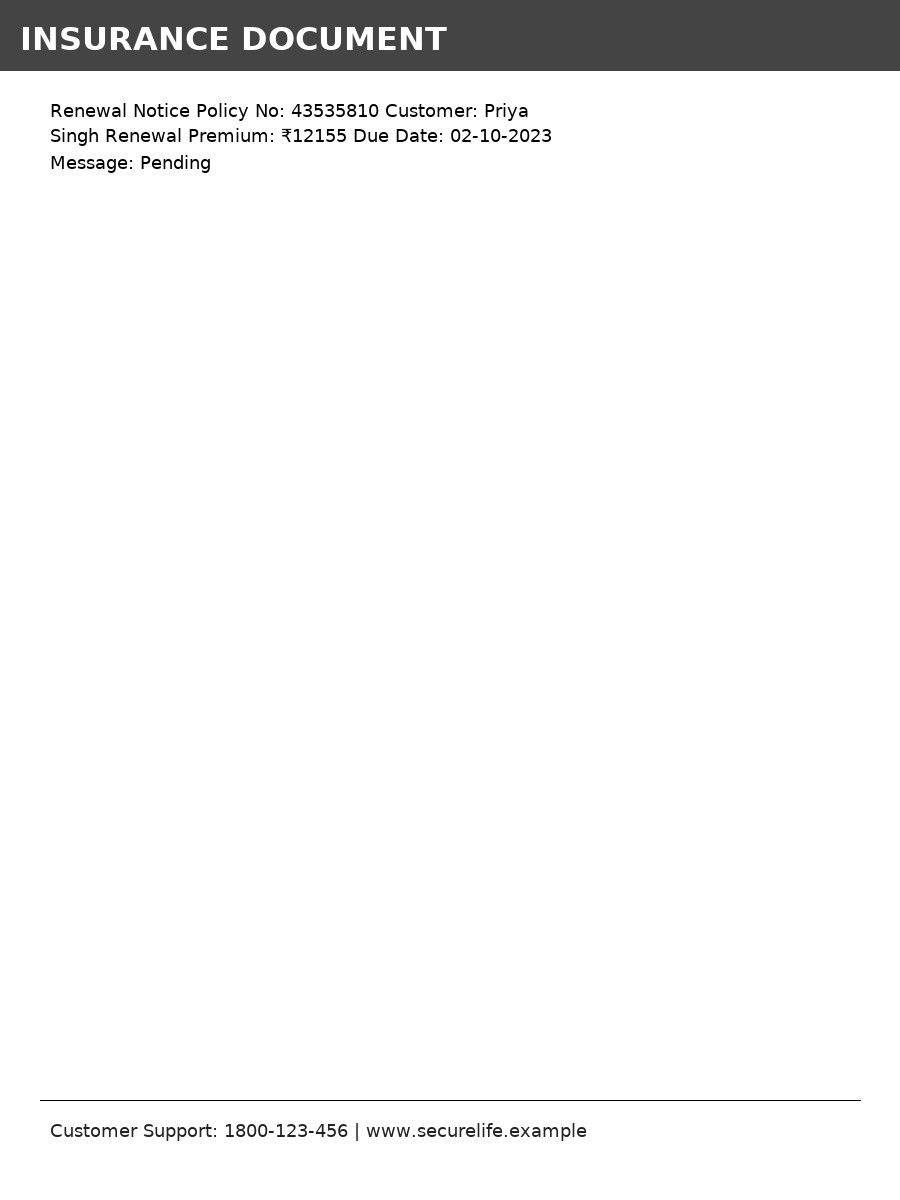 INSURANCE DOCUMENT
Renewal Notice Policy No: 43535810 Customer: Priya
Singh Renewal Premium: ₹12155 Due Date: 02-10-2023
Message: Pending
Customer Support: 1800-123-456 | www.securelife.example